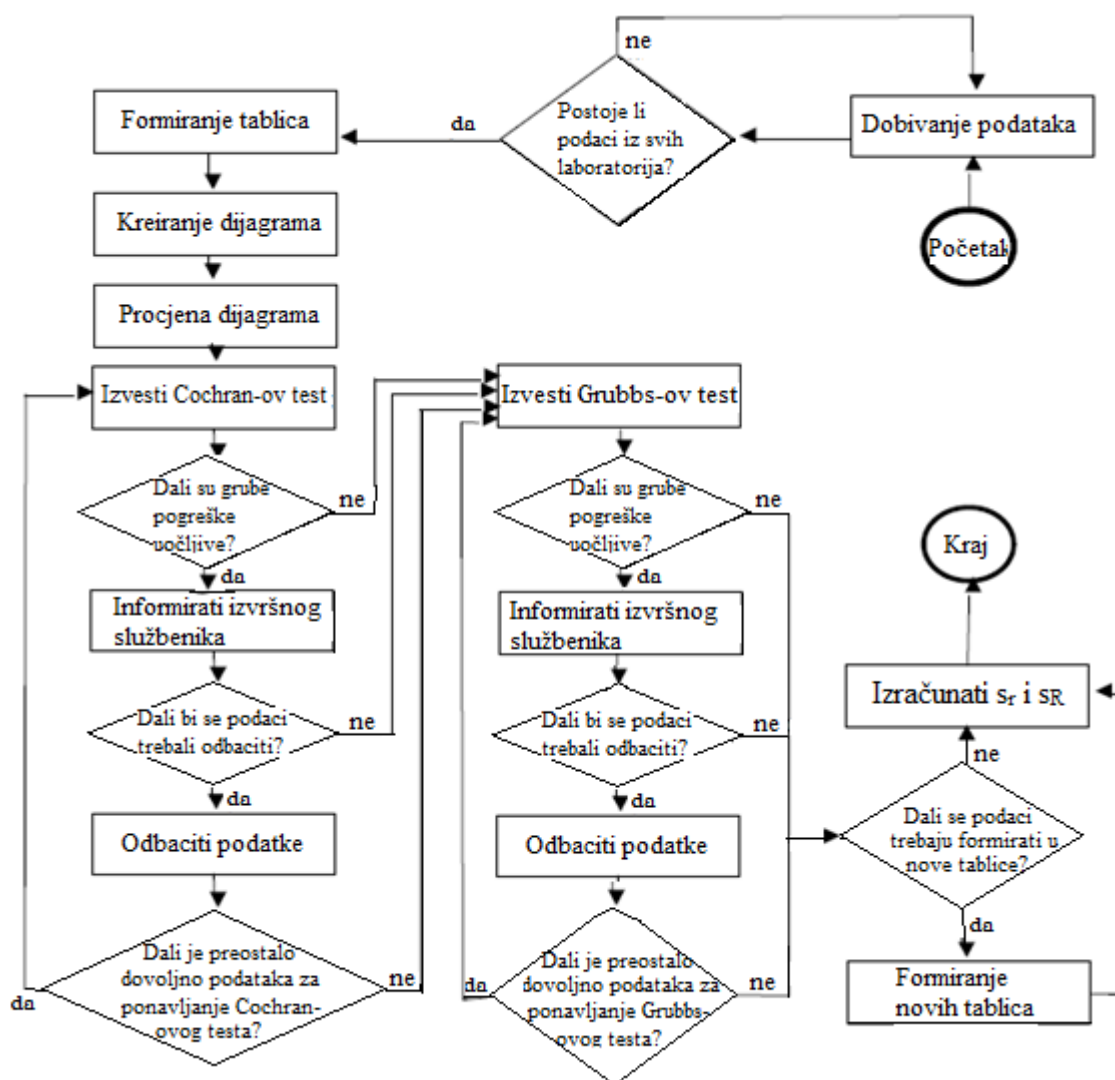 ne
Postoje li
podaci iz svih
laboratorija?
da
Dobivanje podataka
Početak
Formiranje tablica
Kreiranje dijagrama
Procjena dijagrama
Izvesti Cochran-ov test
Dali su grube
pogreške
uočljive?
ne
da
Informirati izvršnog
službenika
Dali bi se podaci
trebali odbaciti?
ne
da
Odbaciti podatke
Dali je preostalo
dovoljno podataka za
ponavljanje Cochran-
ovog testa?
da
ne
Izvesti Grubbs-ov test
Dali su grube
pogreške
uočljive?
ne
da
Informirati izvršnog
službenika
Dali bi se podaci
trebali odbaciti?
ne
da
Odbaciti podatke
Dali je preostalo
dovoljno podataka za
ponavljanje Grubbs-
ovog testa?
da
ne
Kraj
Izračunati sr i sR
ne
Dali se podaci
trebaju formirati u
nove tablice?
da
Formiranje
novih tablica